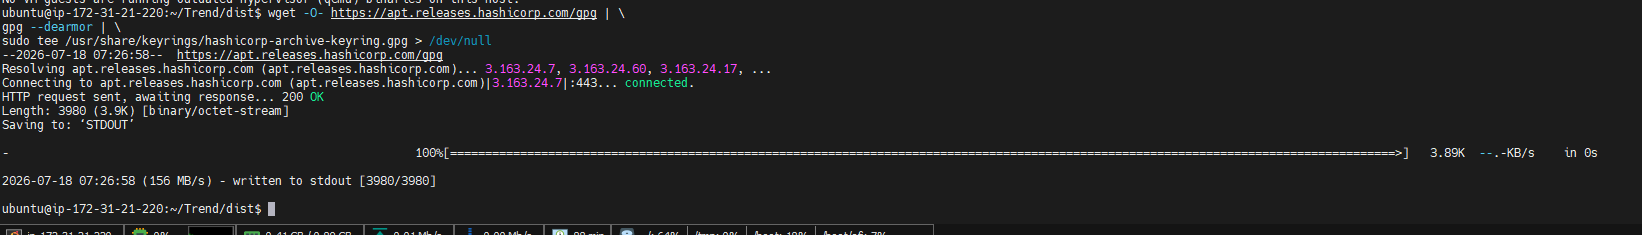 ubuntu@ip-172-31-21-220:~/Trend/dist$ wget -O- https://apt.releases.hashicorp.com/gpg | \
gpg --dearmor | \
sudo tee /usr/share/keyrings/hashicorp-archive-keyring.gpg > /dev/null
--2026-07-18 07:26:58--  https://apt.releases.hashicorp.com/gpg
Resolving apt.releases.hashicorp.com (apt.releases.hashicorp.com)... 3.163.24.7, 3.163.24.60, 3.163.24.17, ...
Connecting to apt.releases.hashicorp.com (apt.releases.hashicorp.com)|3.163.24.7|:443... connected.
HTTP request sent, awaiting response... 200 OK
Length: 3980 (3.9K) [binary/octet-stream]
Saving to: ‘STDOUT’
- 100%[=====================================================================================================================================>] 3.89K --.-KB/s in 0s
2026-07-18 07:26:58 (156 MB/s) - written to stdout [3980/3980]
ubuntu@ip-172-31-21-220:~/Trend/dist$